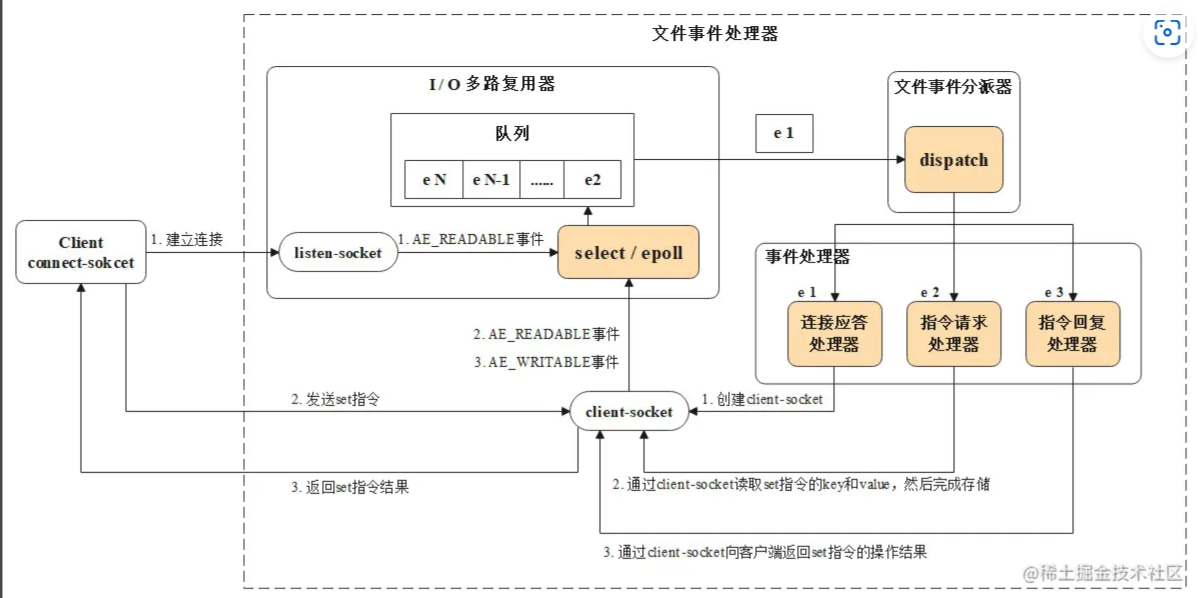 文件事件处理器
I / O 多路复用器
文件事件分派器
队列
e 1
dispatch
e N
e N-1
......
e2
Client
connect-sokcet
1. 建立连接
listen-socket
1. AE_READABLE事件
select / epoll
事件处理器
e 1
e 2
e 3
连接应答
处理器
指令请求
处理器
指令回复
处理器
2. AE_READABLE事件
3. AE_WRITABLE事件
2. 发送set指令
client-socket
1. 创建client-socket
3. 返回set指令结果
2. 通过client-socket读取set指令的key和value，然后完成存储
3. 通过client-socket向客户端返回set指令的操作结果
@稀土掘金技术社区